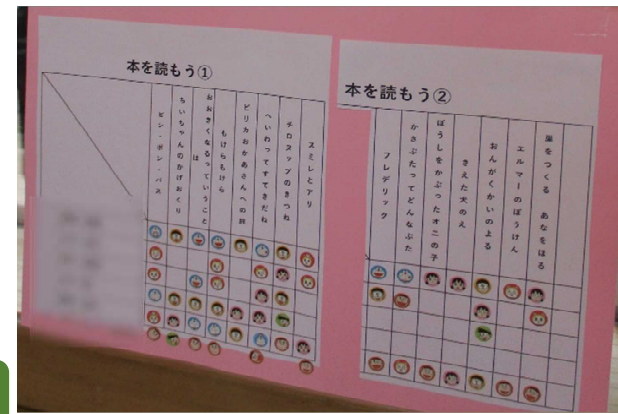 本を読もう①
スミレとアリ
チロヌップのきつね
へいわってすてきだね
ピリカおかあさんへの旅
もけらもけら
おおきくなるっていうことは
ちいちゃんのかげおくり
ピン・ポン・バス
本を読もう②
巣をつくる あなをほる
エルマーのぼうけん
おんがくかいのよる
きえた犬のえ
ぼうしをかぶったオニの子
かさぶたってどんなぶた
フレデリック